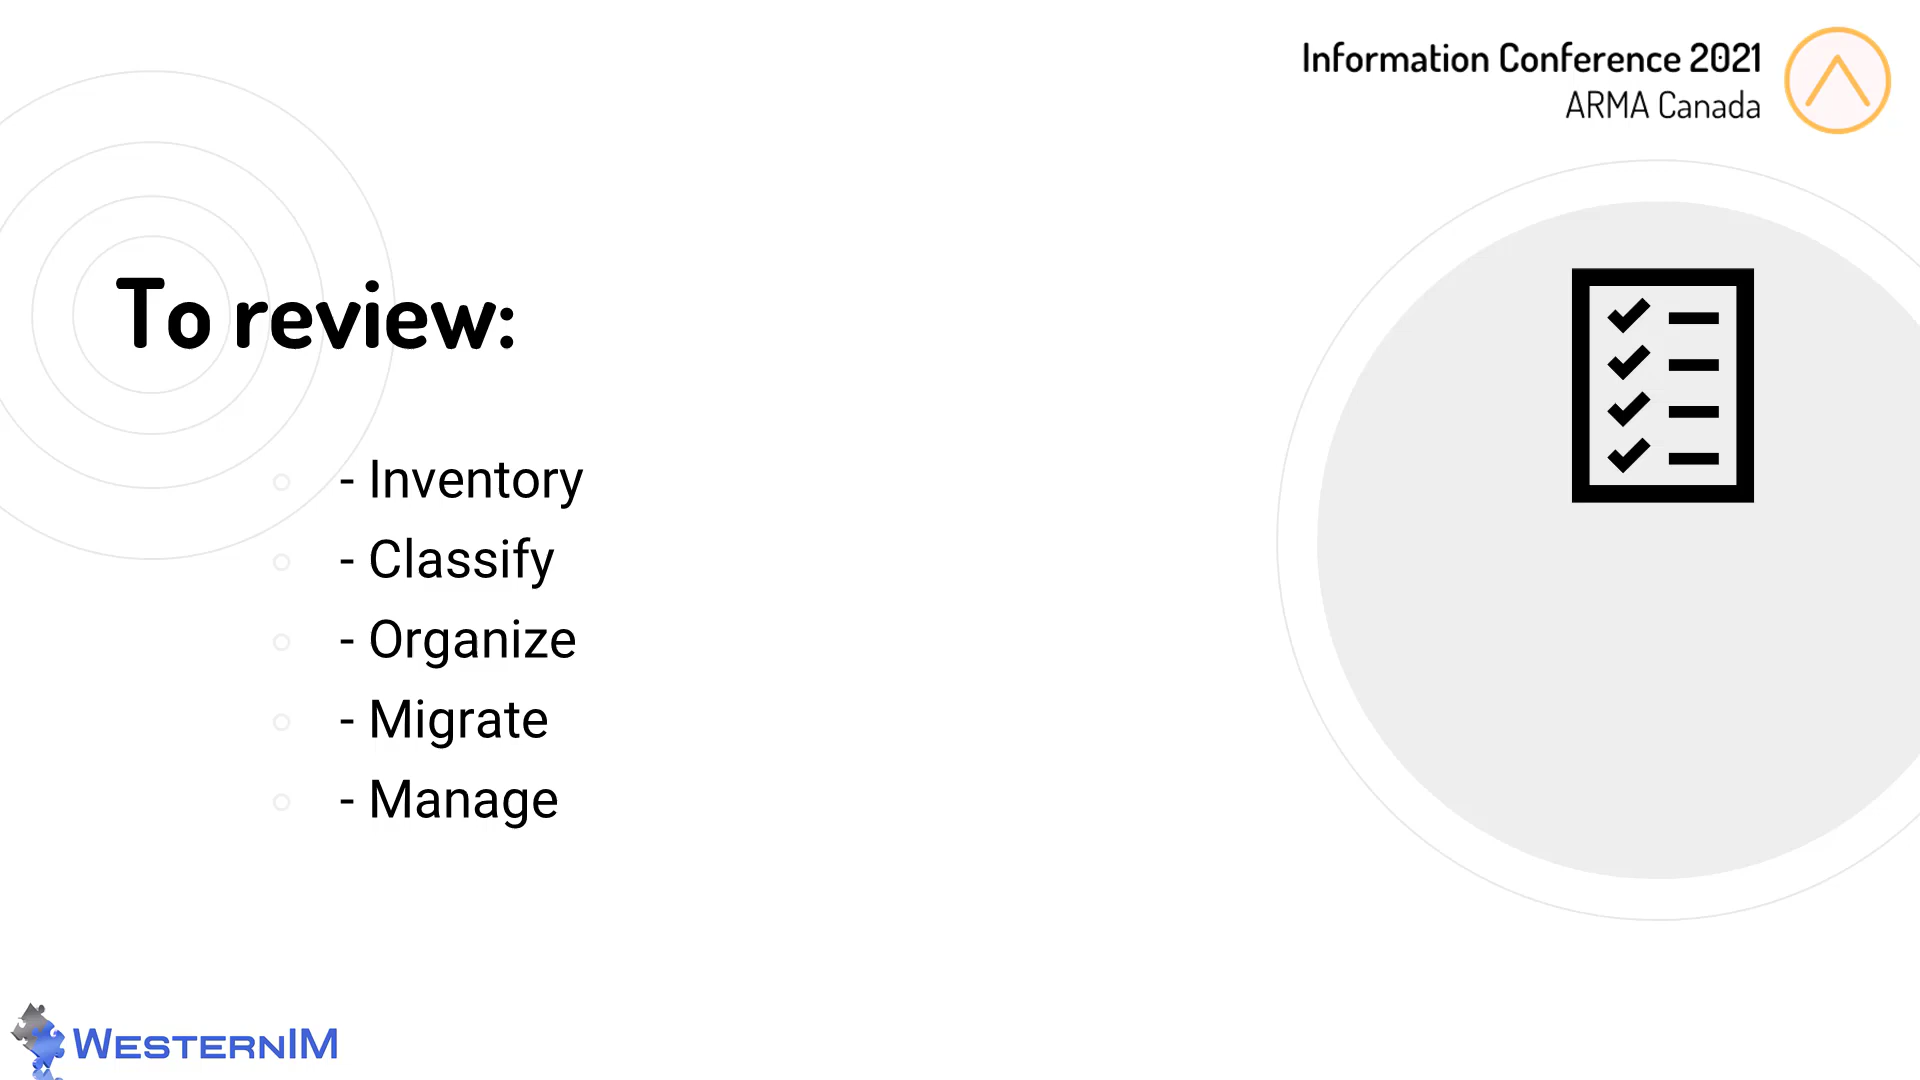 Information Conference 2021
ARMA Canada
To review:
- Inventory
- Classify
- Organize
- Migrate
- Manage
WESTERNIM